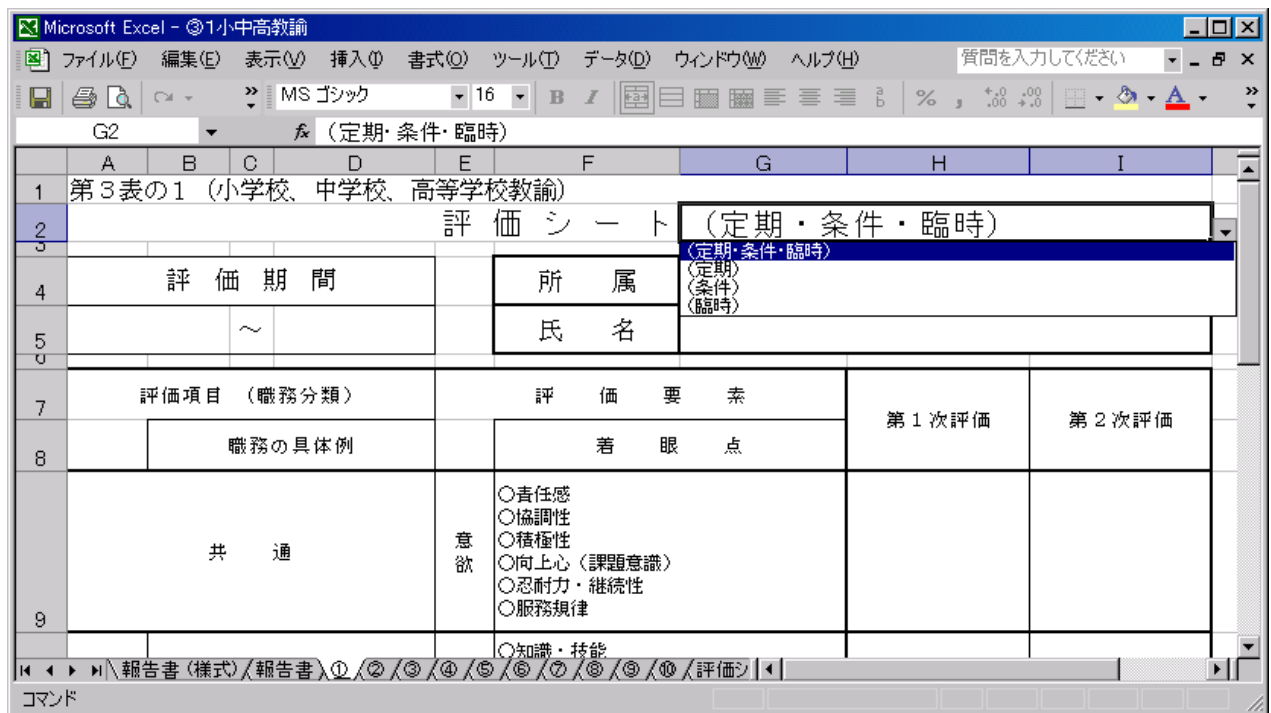 Microsoft Excel - ③1小中高教諭
ファイル(F) 編集(E) 表示(V) 挿入(I) 書式(O) ツール(T) データ(D) ウィンドウ(W) ヘルプ(H) 質問を入力してください
MS ゴシック 16 B I % ,
G2 fx (定期・条件・臨時)
A B C D E F G H I
1 第3表の1 (小学校、中学校、高等学校教諭)
2 評価シート (定期・条件・臨時)
3
(定期・条件・臨時)
(定期)
(条件)
(臨時)
4 評価期間 所属
5 ～ 氏名
6
7 評価項目 (職務分類) 評価要素 第1次評価 第2次評価
8 職務の具体例 着眼点
9 共通 意欲
○責任感
○協調性
○積極性
○向上心（課題意識）
○忍耐力・継続性
○服務規律
○知識・技能
報告書（様式） 報告書 ① ② ③ ④ ⑤ ⑥ ⑦ ⑧ ⑨ ⑩ 評価シ
コマンド